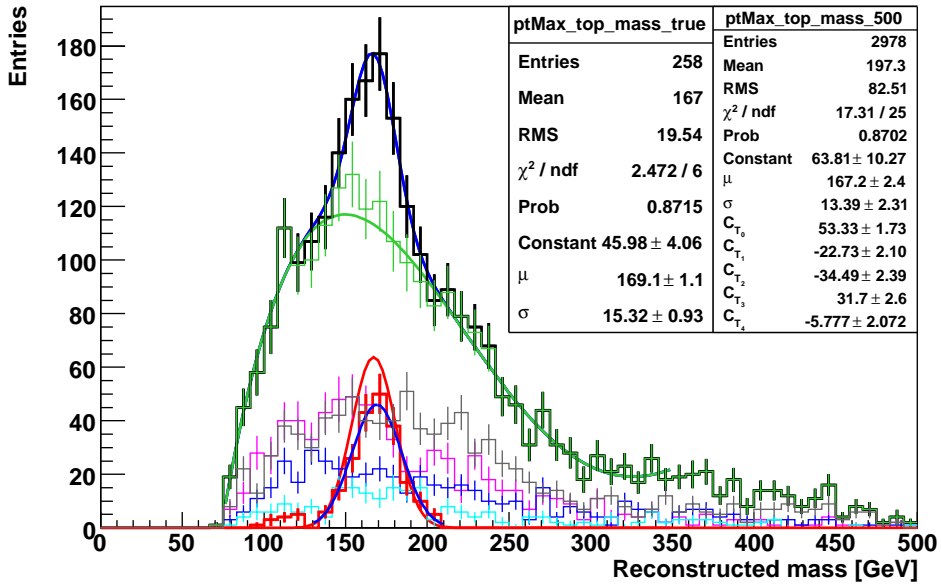 Entries
180
160
140
120
100
80
60
40
20
0
0 50 100 150 200 250 300 350 400 450 500
Reconstructed mass [GeV]
ptMax_top_mass_true
Entries 258
Mean 167
RMS 19.54
χ² / ndf 2.472 / 6
Prob 0.8715
Constant 45.98 ± 4.06
μ 169.1 ± 1.1
σ 15.32 ± 0.93
ptMax_top_mass_500
Entries 2978
Mean 197.3
RMS 82.51
χ² / ndf 17.31 / 25
Prob 0.8702
Constant 63.81 ± 10.27
μ 167.2 ± 2.4
σ 13.39 ± 2.31
C_T₀ 53.33 ± 1.73
C_T₁ -22.73 ± 2.10
C_T₂ -34.49 ± 2.39
C_T₃ 31.7 ± 2.6
C_T₄ -5.777 ± 2.072